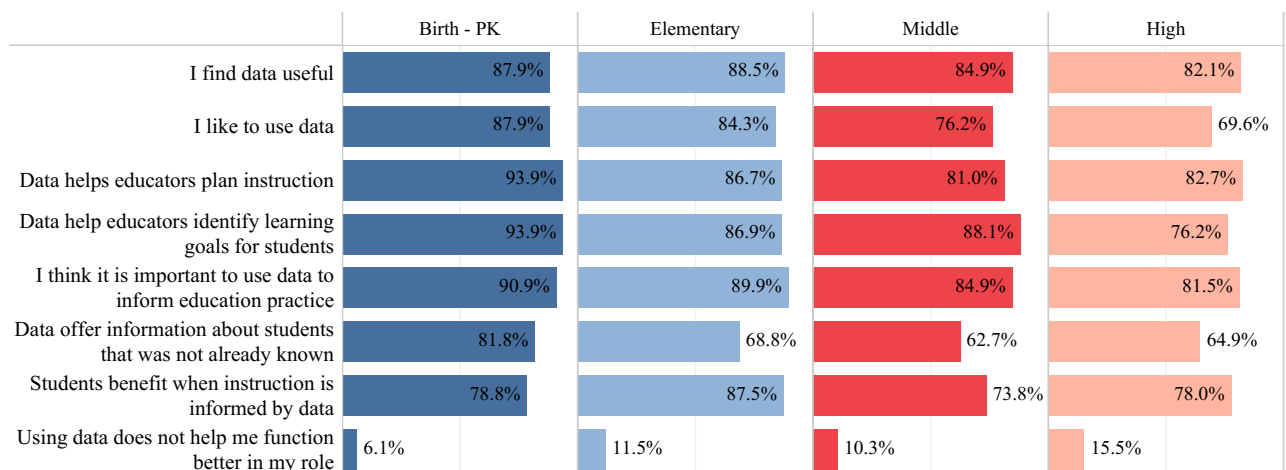 Birth - PK Elementary Middle High
I find data useful 87.9% 88.5% 84.9% 82.1%
I like to use data 87.9% 84.3% 76.2% 69.6%
Data helps educators plan instruction 93.9% 86.7% 81.0% 82.7%
Data help educators identify learning
goals for students 93.9% 86.9% 88.1% 76.2%
I think it is important to use data to
inform education practice 90.9% 89.9% 84.9% 81.5%
Data offer information about students
that was not already known 81.8% 68.8% 62.7% 64.9%
Students benefit when instruction is
informed by data 78.8% 87.5% 73.8% 78.0%
Using data does not help me function
better in my role 6.1% 11.5% 10.3% 15.5%